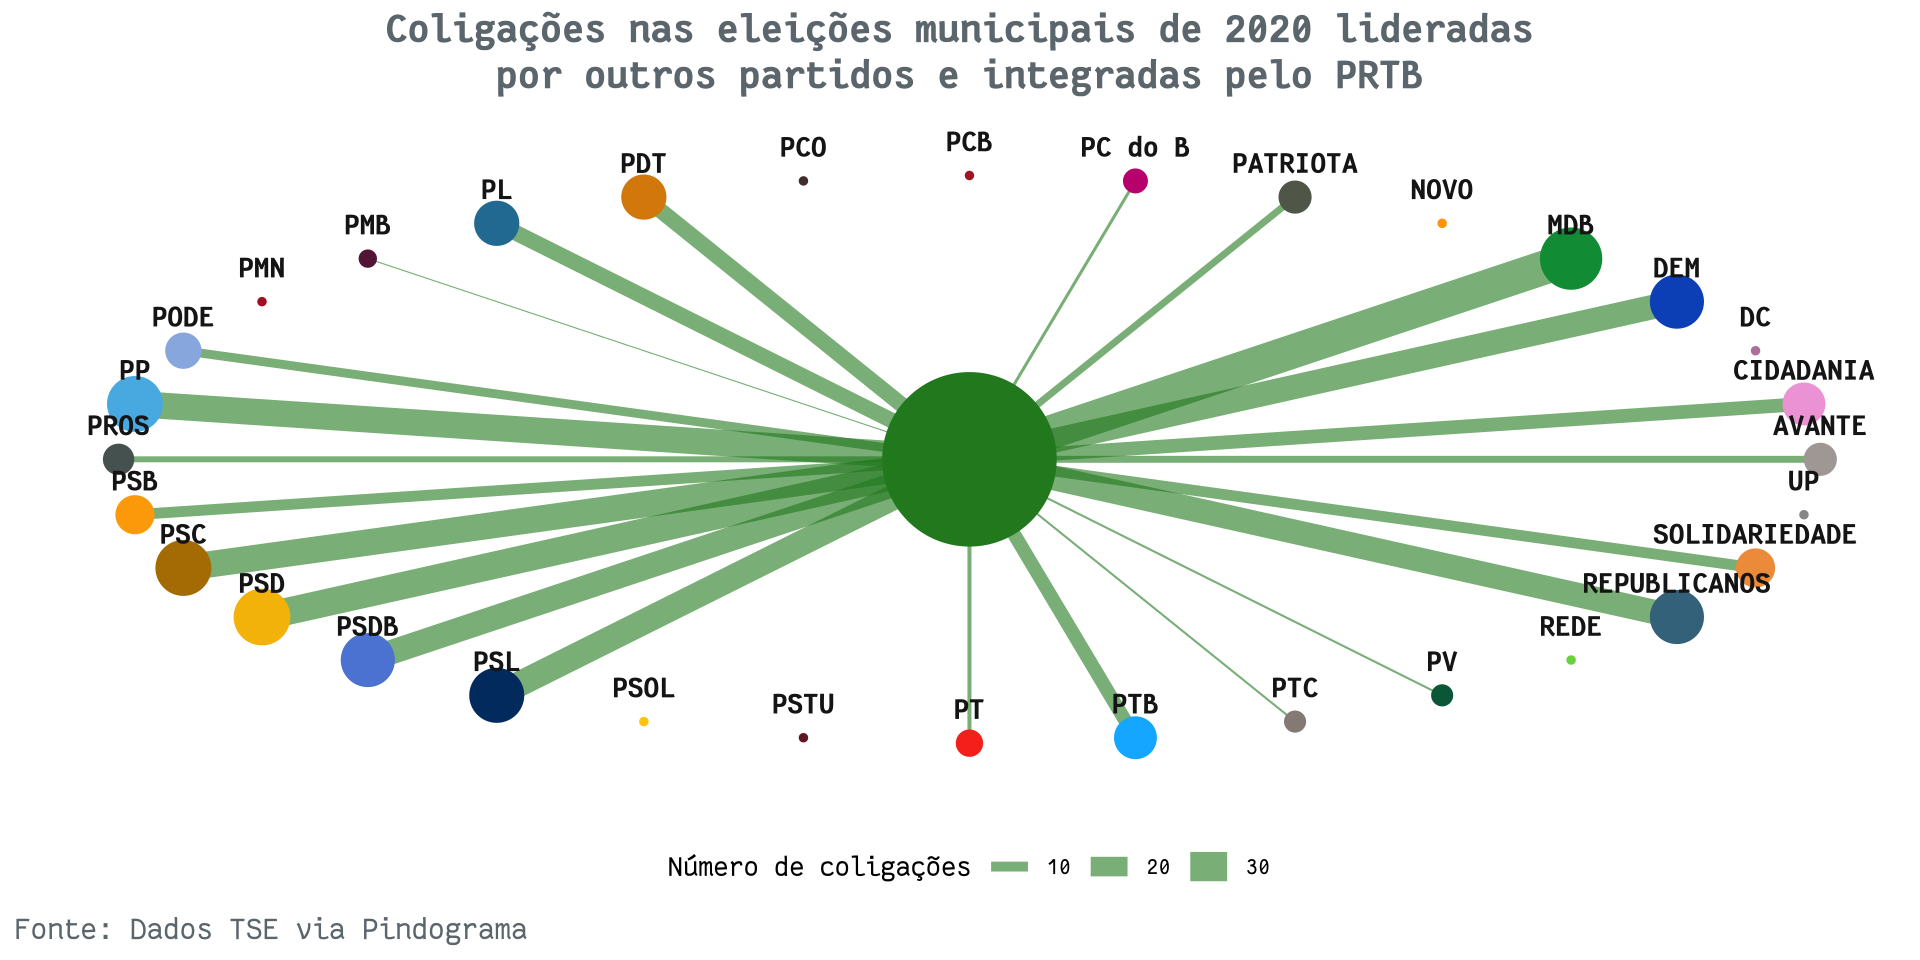 Coligações nas eleições municipais de 2020 lideradas
por outros partidos e integradas pelo PRTB
PCB
PCO
PC do B
PDT
PATRIOTA
PL
NOVO
PMB
MDB
PMN
DEM
PODE
DC
PP
CIDADANIA
PROS
AVANTE
PSB
UP
PSC
SOLIDARIEDADE
PSD
REPUBLICANOS
PSDB
REDE
PSL
PV
PSOL
PTC
PSTU
PTB
PT
Número de coligações 10 20 30
Fonte: Dados TSE via Pindograma